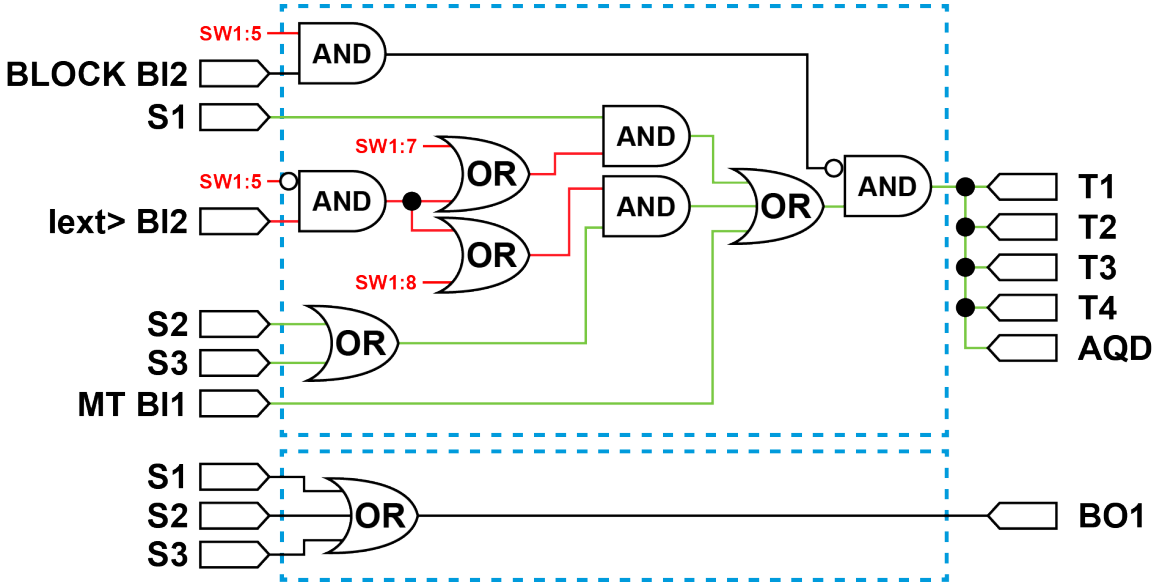 SW1:5
AND
BLOCK BI2
S1
AND
SW1:7
OR
SW1:5
AND
Iext> BI2
AND
OR
AND
T1
T2
OR
SW1:8
T3
T4
S2
OR
S3
AQD
MT BI1
S1
S2
OR
BO1
S3